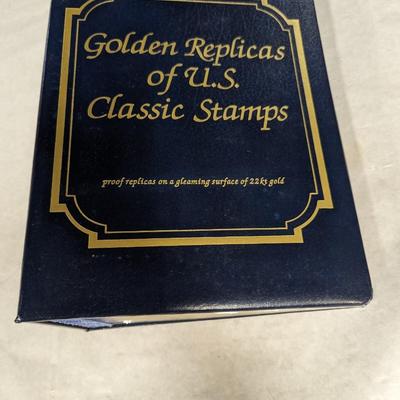 Golden Replicas
of U.S.
Classic Stamps
proof replicas on a gleaming surface of 22kt gold